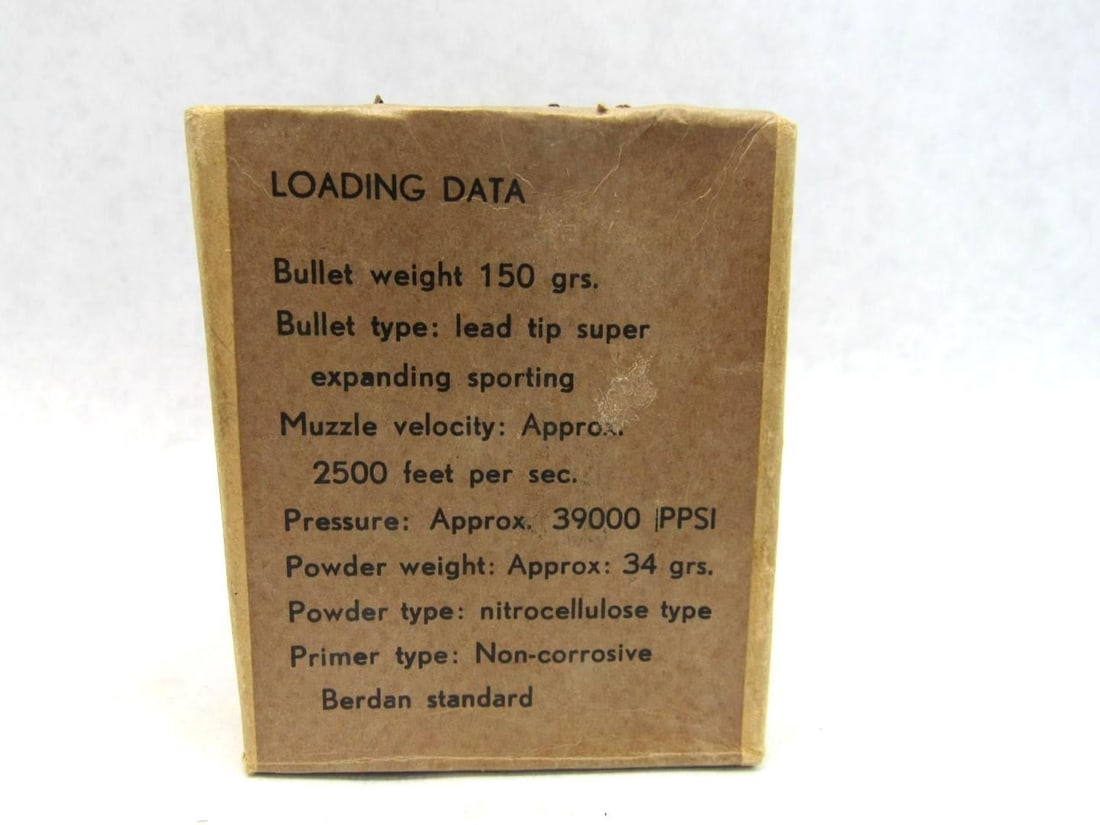 LOADING DATA
Bullet weight 150 grs.
Bullet type: lead tip super
expanding sporting
Muzzle velocity: Approx.
2500 feet per sec.
Pressure: Approx. 39000 PPSI
Powder weight: Approx: 34 grs.
Powder type: nitrocellulose type
Primer type: Non-corrosive
Berdan standard